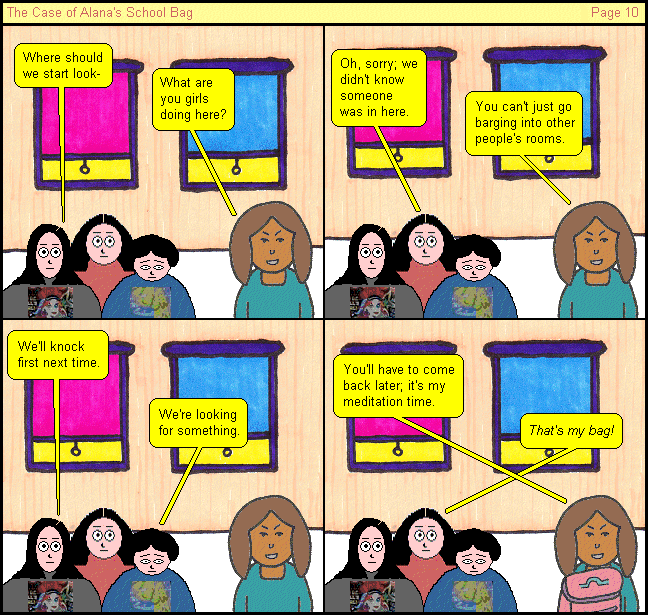 The Case of Alana's School Bag
Page 10
Where should
we start look-
What are
you girls
doing here?
Oh, sorry; we
didn't know
someone
was in here.
You can't just go
barging into other
people's rooms.
We'll knock
first next time.
We're looking
for something.
You'll have to come
back later; it's my
meditation time.
That's my bag!